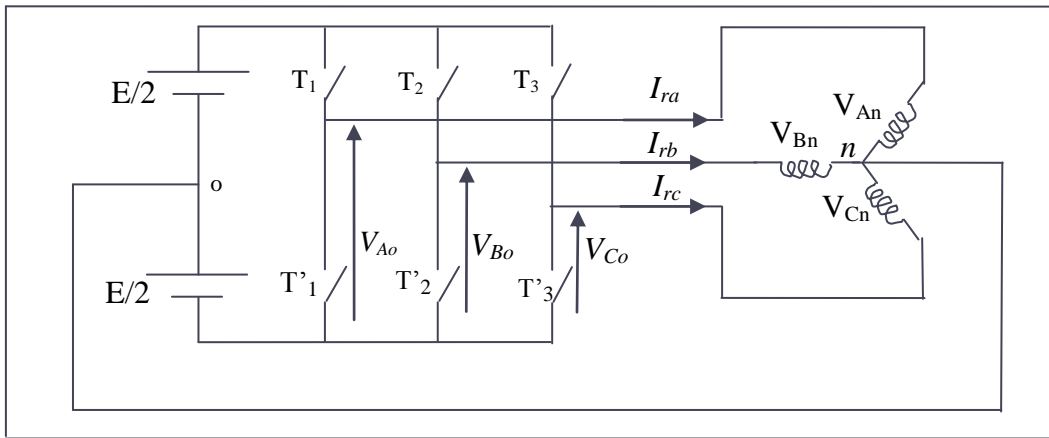 T1 T2 T3
E/2
Ira
VAn
VBn n
Irb
o
VCn
Irc
VAo VBo VCo
E/2
T’1 T’2 T’3